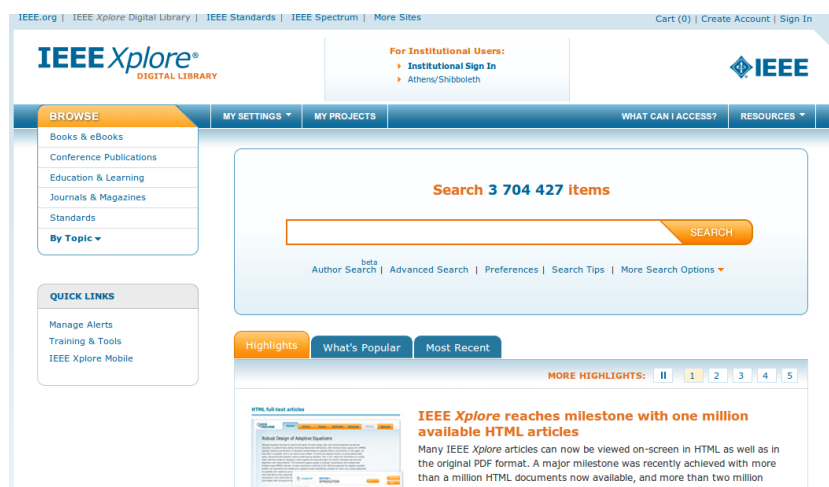 IEEE.org | IEEE Xplore Digital Library | IEEE Standards | IEEE Spectrum | More Sites
Cart (0) | Create Account | Sign In
IEEE Xplore®
DIGITAL LIBRARY
For Institutional Users:
Institutional Sign In
Athens/Shibboleth
IEEE
BROWSE
MY SETTINGS
MY PROJECTS
WHAT CAN I ACCESS?
RESOURCES
Books & eBooks
Conference Publications
Education & Learning
Journals & Magazines
Standards
By Topic
QUICK LINKS
Manage Alerts
Training & Tools
IEEE Xplore Mobile
Search 3 704 427 items
SEARCH
beta
Author Search | Advanced Search | Preferences | Search Tips | More Search Options
Highlights
What's Popular
Most Recent
MORE HIGHLIGHTS: 1 2 3 4 5
HTML full-text articles
Robust Design of Adaptive Equalizers
IEEE Xplore reaches milestone with one million
available HTML articles
Many IEEE Xplore articles can now be viewed on-screen in HTML as well as in
the original PDF format. A major milestone was recently achieved with more
than a million HTML documents now available, and more than two million